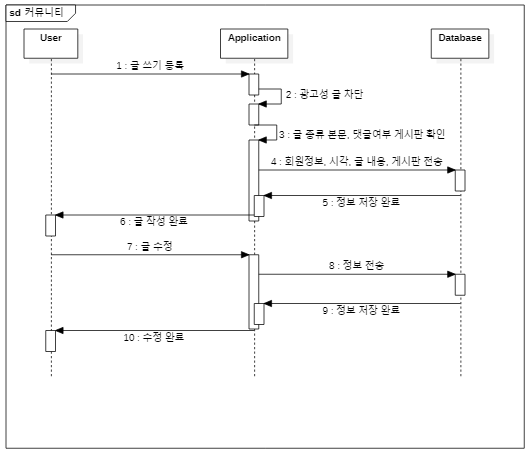 sd 커뮤니티
User
Application
Database
1 : 글 쓰기 등록
2 : 광고성 글 차단
3 : 글 종류 본문, 댓글여부 게시판 확인
4 : 회원정보, 시각, 글 내용, 게시판 전송
5 : 정보 저장 완료
6 : 글 작성 완료
7 : 글 수정
8 : 정보 전송
9 : 정보 저장 완료
10 : 수정 완료